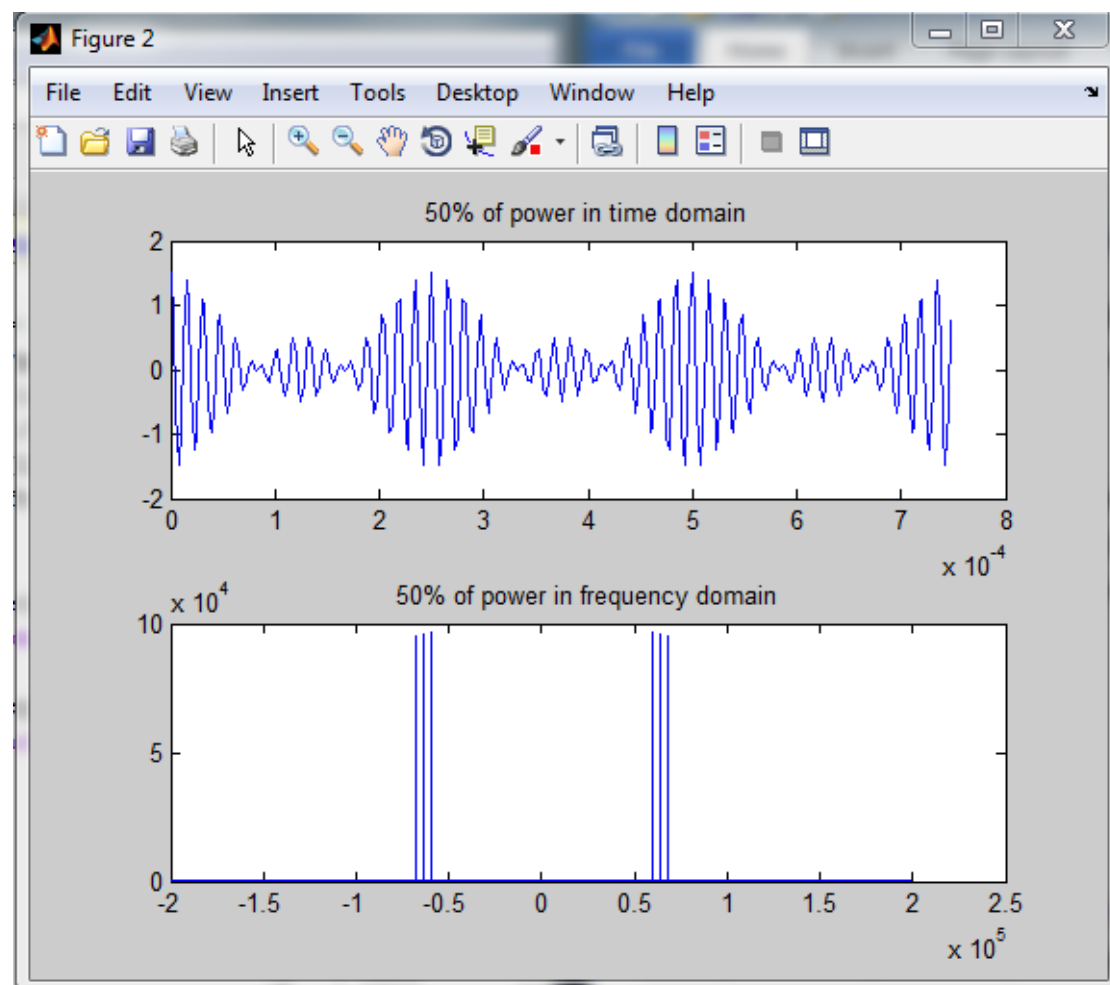 Figure 2
File Edit View Insert Tools Desktop Window Help
50% of power in time domain
2
1
0
-1
-2
0 1 2 3 4 5 6 7 8
x 10^-4
x 10^4
50% of power in frequency domain
10
5
0
-2 -1.5 -1 -0.5 0 0.5 1 1.5 2 2.5
x 10^5